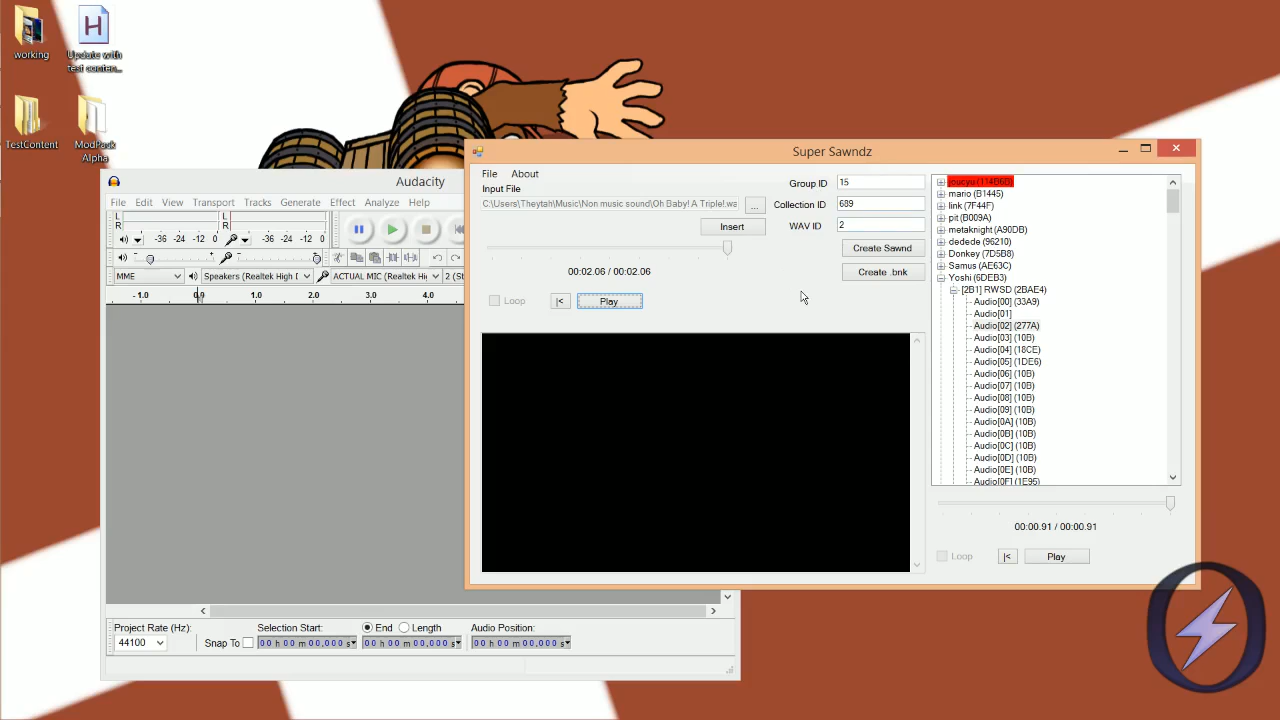 working
Update with
test conten...
TestContent
ModPack
Alpha
Audacity
File Edit View Transport Tracks Generate Effect Analyze Help
L
R
-36 -24 -12 0
L
R
-36 -24 -12 0
MME
Speakers (Realtek High D
ACTUAL MIC (Realtek
2 (St
- 1.0 0.9 1.0 2.0 3.0 4.0
Project Rate (Hz):
44100
Snap To
Selection Start:
End
Length
Audio Position:
00 h 00 m 00,000 s
00 h 00 m 00,000 s
00 h 00 m 00,000 s
Super Sawndz
File About
Input File
C:\Users\Theytah\Music\Non music sound\Oh Baby! A Triple!.wa
...
Insert
00:02.06 / 00:02.06
Loop
|<
Play
Group ID 15
Collection ID 689
WAV ID 2
Create Sawnd
Create .bnk
mario (B1445)
link (7F44F)
pit (B009A)
metaknight (A90DB)
dedede (96210)
Donkey (7D5B8)
Samus (AE63C)
Yoshi (6DEB3)
[2B1] RWSD (2BAE4)
Audio[00] (33A9)
Audio[01]
Audio[02] (277A)
Audio[03] (10B)
Audio[04] (18CE)
Audio[05] (1DE6)
Audio[06] (10B)
Audio[07] (10B)
Audio[08] (10B)
Audio[09] (10B)
Audio[0A] (10B)
Audio[0B] (10B)
Audio[0C] (10B)
Audio[0D] (10B)
Audio[0E] (10B)
Audio[0F] (1E95)
00:00.91 / 00:00.91
Loop
|<
Play